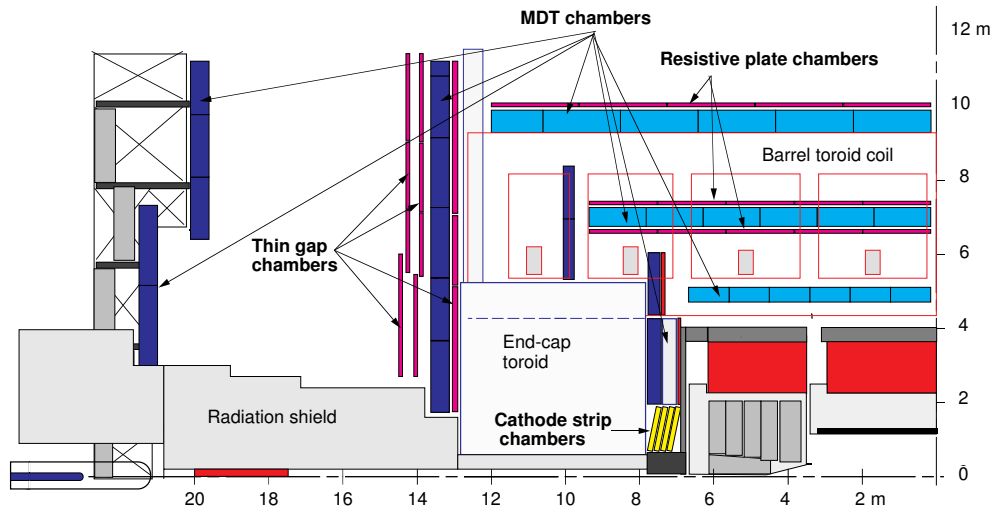 MDT chambers
12 m
Resistive plate chambers
10
Barrel toroid coil
8
Thin gap
chambers
6
4
End-cap
toroid
Radiation shield
2
Cathode strip
chambers
0
20
18
16
14
12
10
8
6
4
2 m